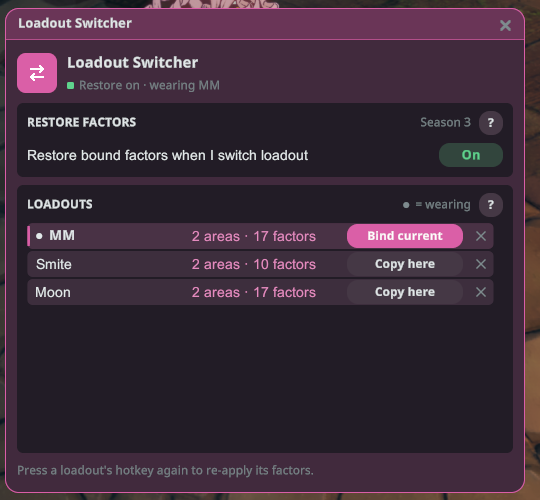 Loadout Switcher
Loadout Switcher
Restore on · wearing MM
RESTORE FACTORS Season 3 ?
Restore bound factors when I switch loadout On
LOADOUTS ● = wearing ?
● MM 2 areas · 17 factors Bind current ✕
Smite 2 areas · 10 factors Copy here ✕
Moon 2 areas · 17 factors Copy here ✕
Press a loadout's hotkey again to re-apply its factors.